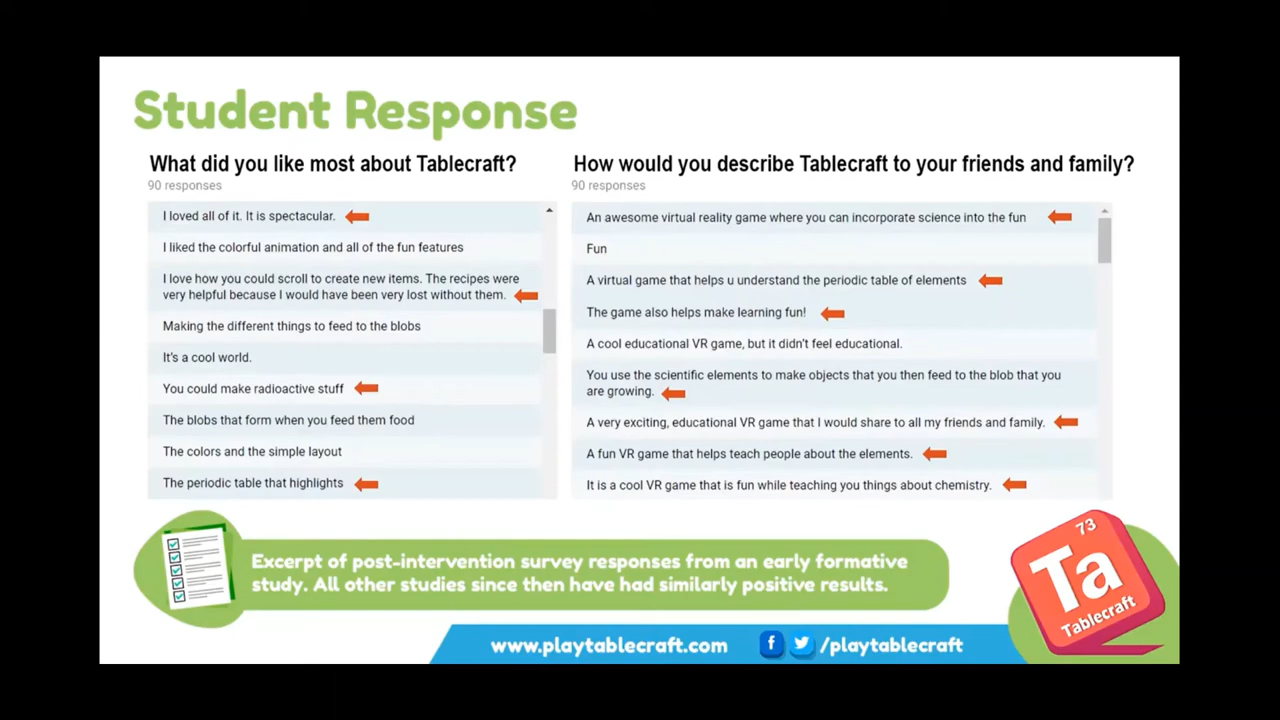 Student Response
What did you like most about Tablecraft?
90 responses
I loved all of it. It is spectacular.
I liked the colorful animation and all of the fun features
I love how you could scroll to create new items. The recipes were
very helpful because I would have been very lost without them.
Making the different things to feed to the blobs
It's a cool world.
You could make radioactive stuff
The blobs that form when you feed them food
The colors and the simple layout
The periodic table that highlights
How would you describe Tablecraft to your friends and family?
90 responses
An awesome virtual reality game where you can incorporate science into the fun
Fun
A virtual game that helps u understand the periodic table of elements
The game also helps make learning fun!
A cool educational VR game, but it didn't feel educational.
You use the scientific elements to make objects that you then feed to the blob that you
are growing.
A very exciting, educational VR game that I would share to all my friends and family.
A fun VR game that helps teach people about the elements.
It is a cool VR game that is fun while teaching you things about chemistry.
Excerpt of post-intervention survey responses from an early formative
study. All other studies since then have had similarly positive results.
73
Ta
Tablecraft
www.playtablecraft.com
f
/playtablecraft